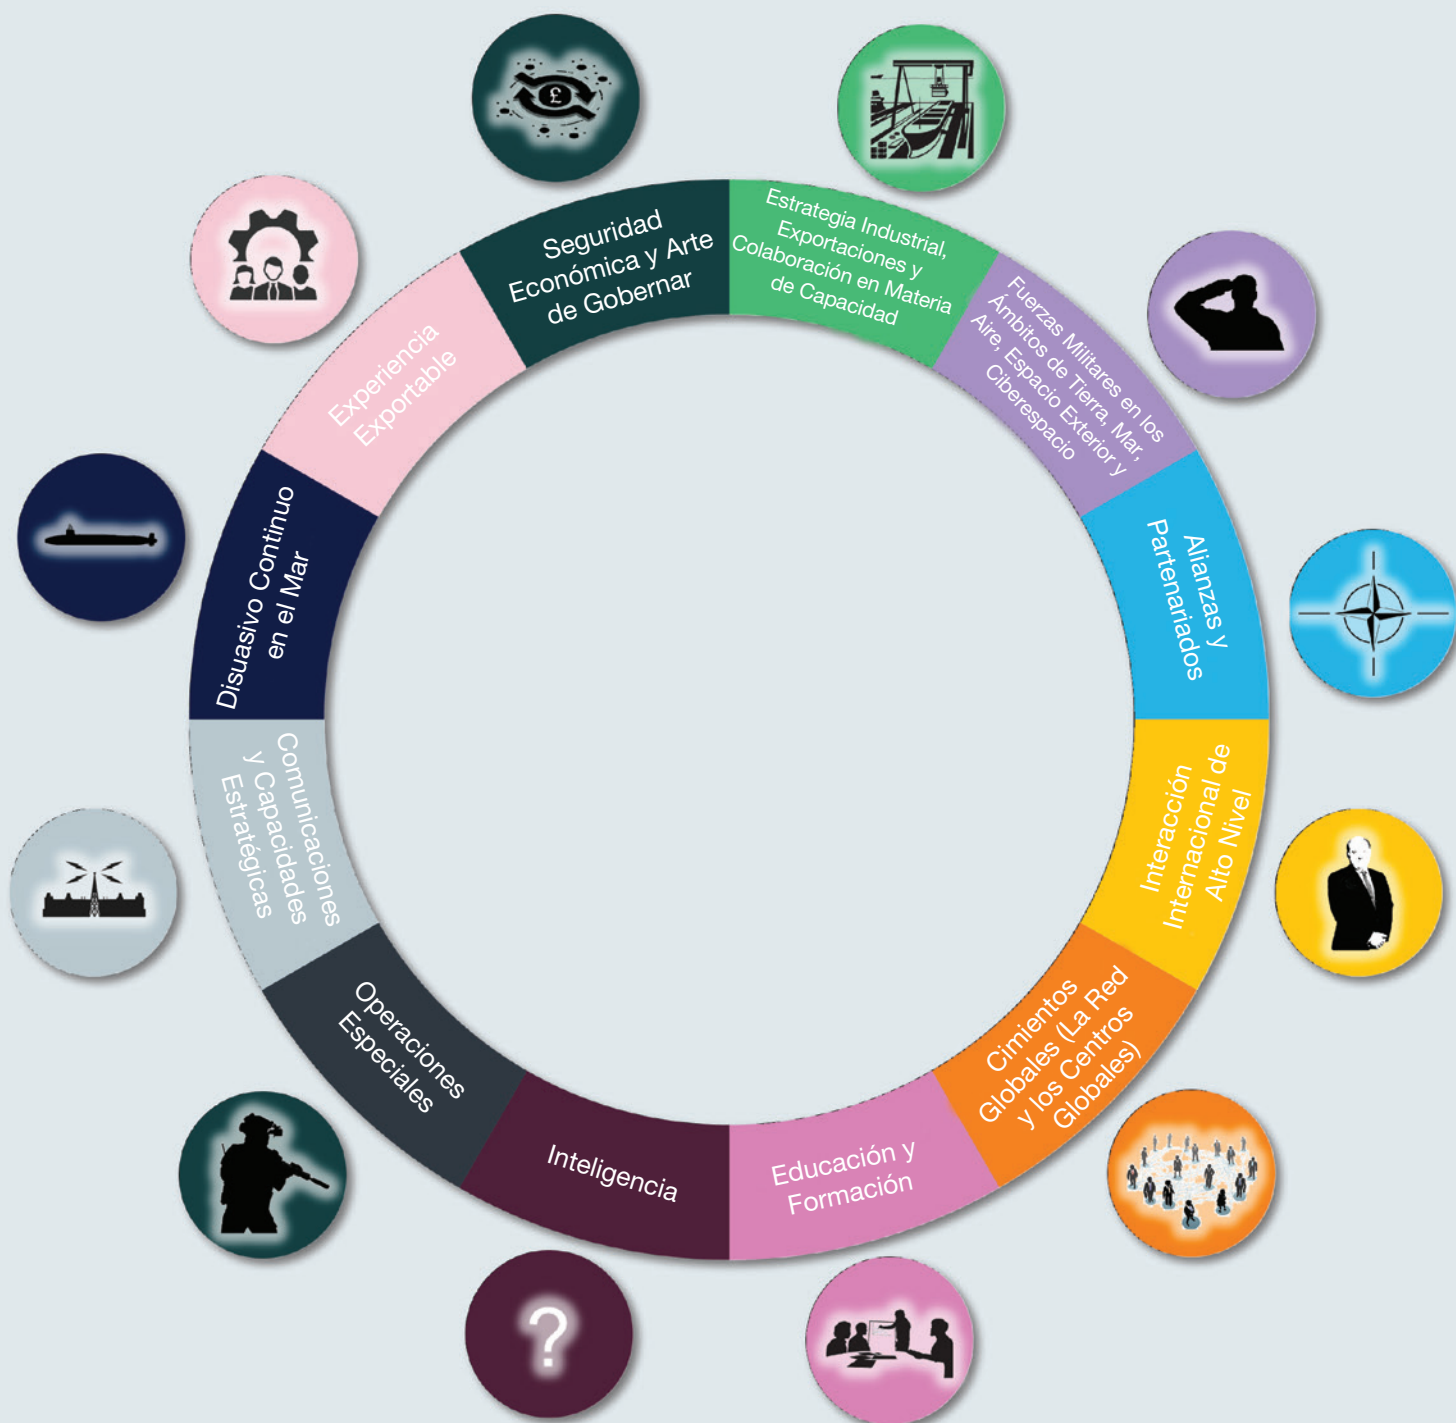 £
Estrategia Industrial,
Exportaciones y
Colaboración en Materia
de Capacidad
Fuerzas Militares en los
Ámbitos de Tierra, Mar,
Aire, Espacio Exterior y
Ciberespacio
Alianzas y
Partenariados
Interacción
Internacional de
Alto Nivel
Cimientos
Globales (La Red
y los Centros
Globales)
Educación y
Formación
Inteligencia
?
Operaciones
Especiales
Comunicaciones
y Capacidades
Estratégicas
Disuasivo Continuo
en el Mar
Experiencia
Exportable
Seguridad
Económica y Arte
de Gobernar